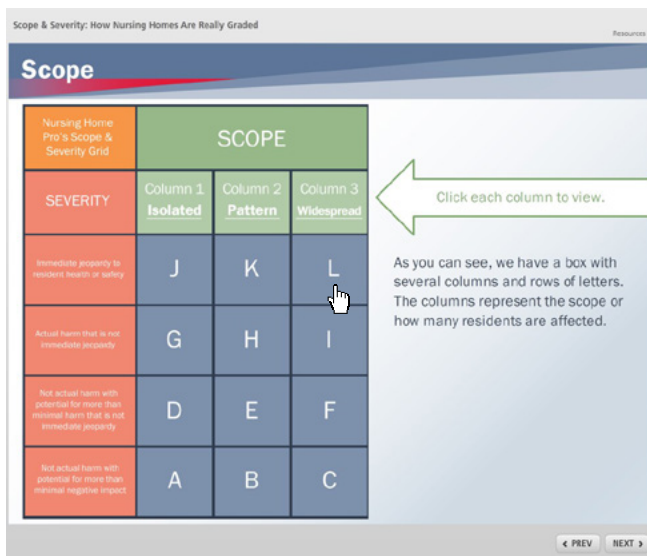 Scope & Severity: How Nursing Homes Are Really Graded
Resources
Scope
Nursing Home
Pro's Scope &
Severity Grid
SCOPE
SEVERITY
Column 1
Isolated
Column 2
Pattern
Column 3
Widespread
Click each column to view.
Immediate jeopardy to
resident health or safety
J
K
L
As you can see, we have a box with
several columns and rows of letters.
The columns represent the scope or
how many residents are affected.
Actual harm that is not
immediate jeopardy
G
H
I
Not actual harm with
potential for more than
minimal harm that is not
immediate jeopardy
D
E
F
Not actual harm with
potential for more than
minimal negative impact
A
B
C
PREV
NEXT